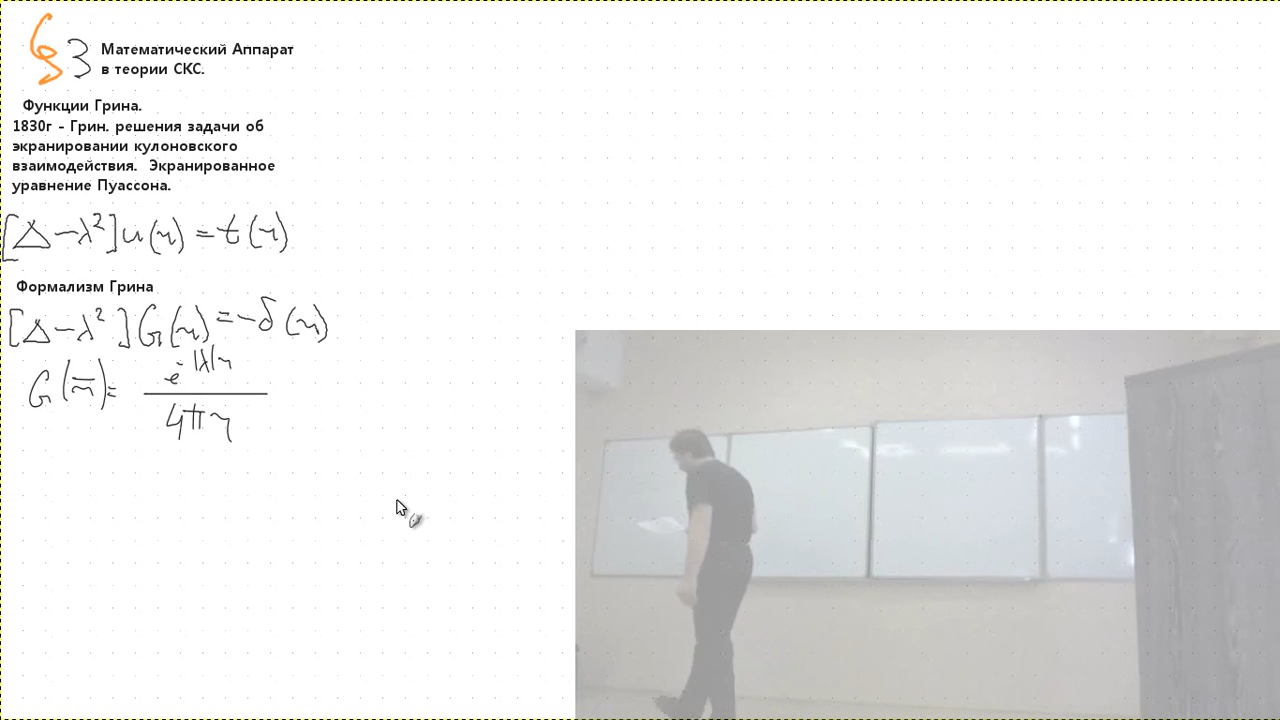 §3 Математический Аппарат
в теории СКС.
Функции Грина.
1830г - Грин. решения задачи об
экранировании кулоновского
взаимодействия. Экранированное
уравнение Пуассона.
[Δ-λ²]u(r)=t(r)
Формализм Грина
[Δ-λ²]G(r)=-δ(r)
G(r̅)= e^{-|λ|r} / 4πr